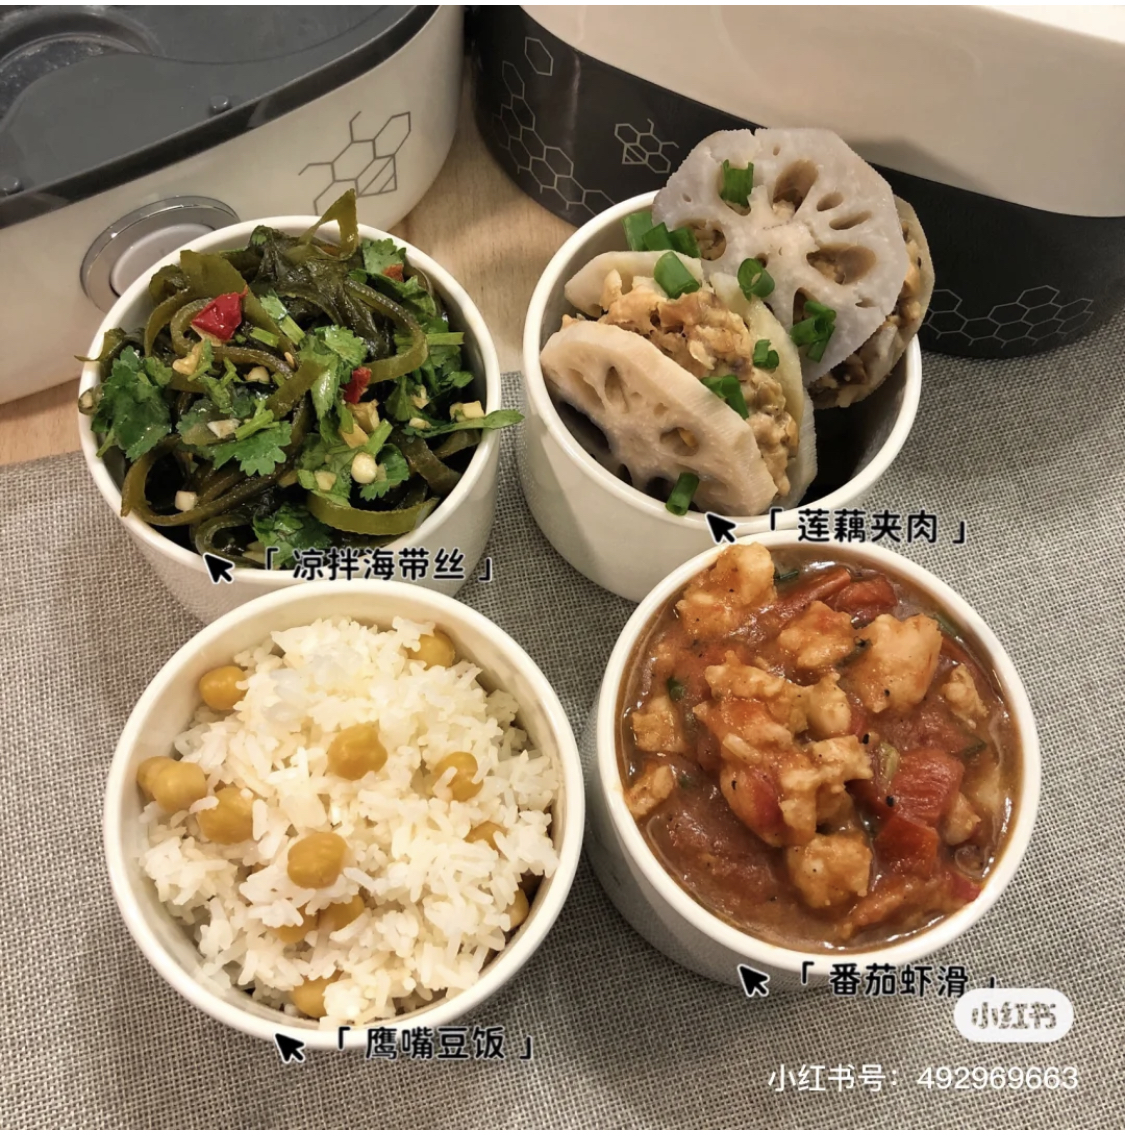 「 莲藕夹肉 」
「 凉拌海带丝 」
「 番茄虾滑 」
小红书
「 鹰嘴豆饭 」
小红书号：492969663